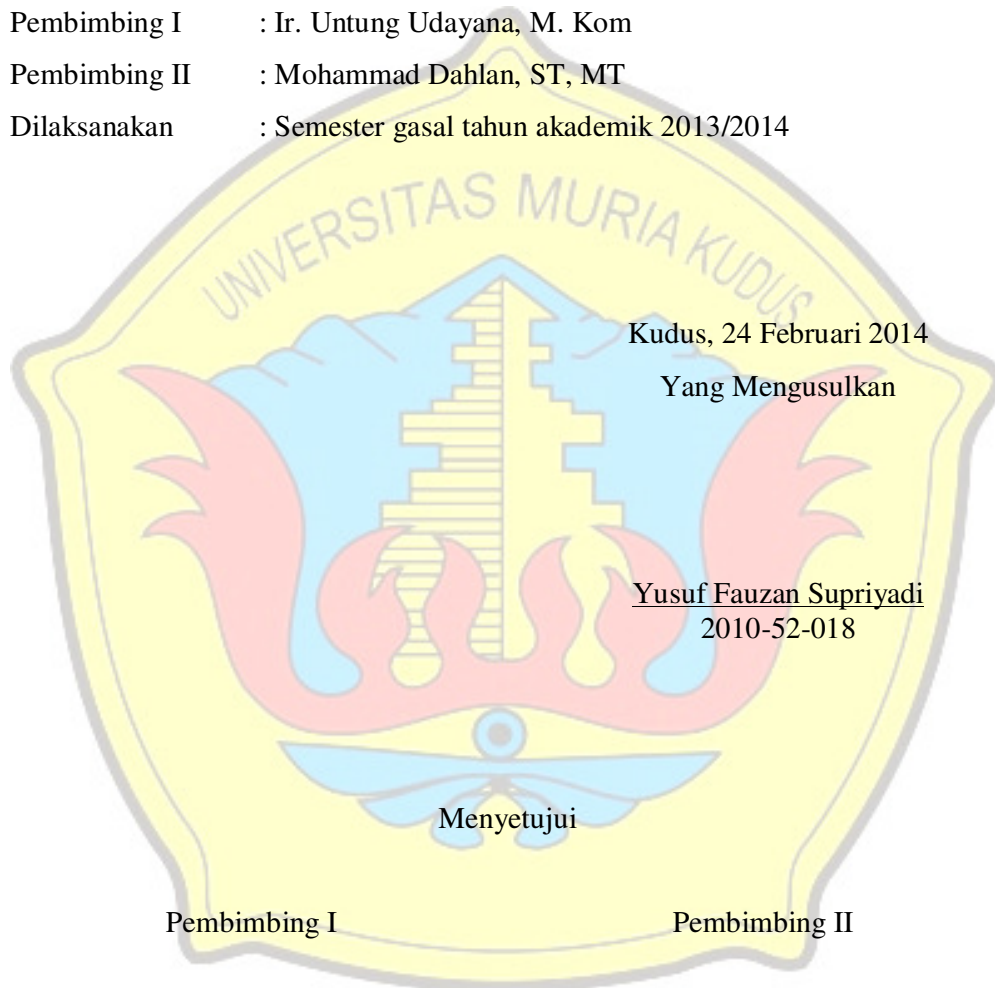 Pembimbing I : Ir. Untung Udayana, M. Kom
Pembimbing II : Mohammad Dahlan, ST, MT
Dilaksanakan : Semester gasal tahun akademik 2013/2014
UNIVERSITAS MURIA KUDUS
Kudus, 24 Februari 2014
Yang Mengusulkan
Yusuf Fauzan Supriyadi
2010-52-018
Menyetujui
Pembimbing I Pembimbing II